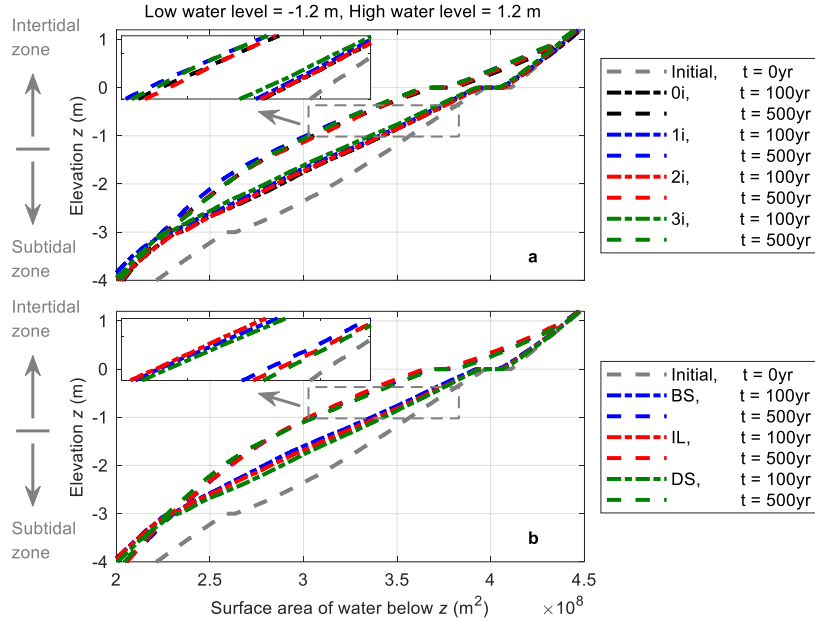 Low water level = -1.2 m, High water level = 1.2 m
Intertidal
zone
Subtidal
zone
Elevation z (m)
1
0
-1
-2
-3
-4
a
Initial, t = 0yr
0i, t = 100yr
t = 500yr
1i, t = 100yr
t = 500yr
2i, t = 100yr
t = 500yr
3i, t = 100yr
t = 500yr
Intertidal
zone
Subtidal
zone
Elevation z (m)
1
0
-1
-2
-3
-4
b
Initial, t = 0yr
BS, t = 100yr
t = 500yr
IL, t = 100yr
t = 500yr
DS, t = 100yr
t = 500yr
2 2.5 3 3.5 4 4.5
Surface area of water below z (m²) ×10⁸